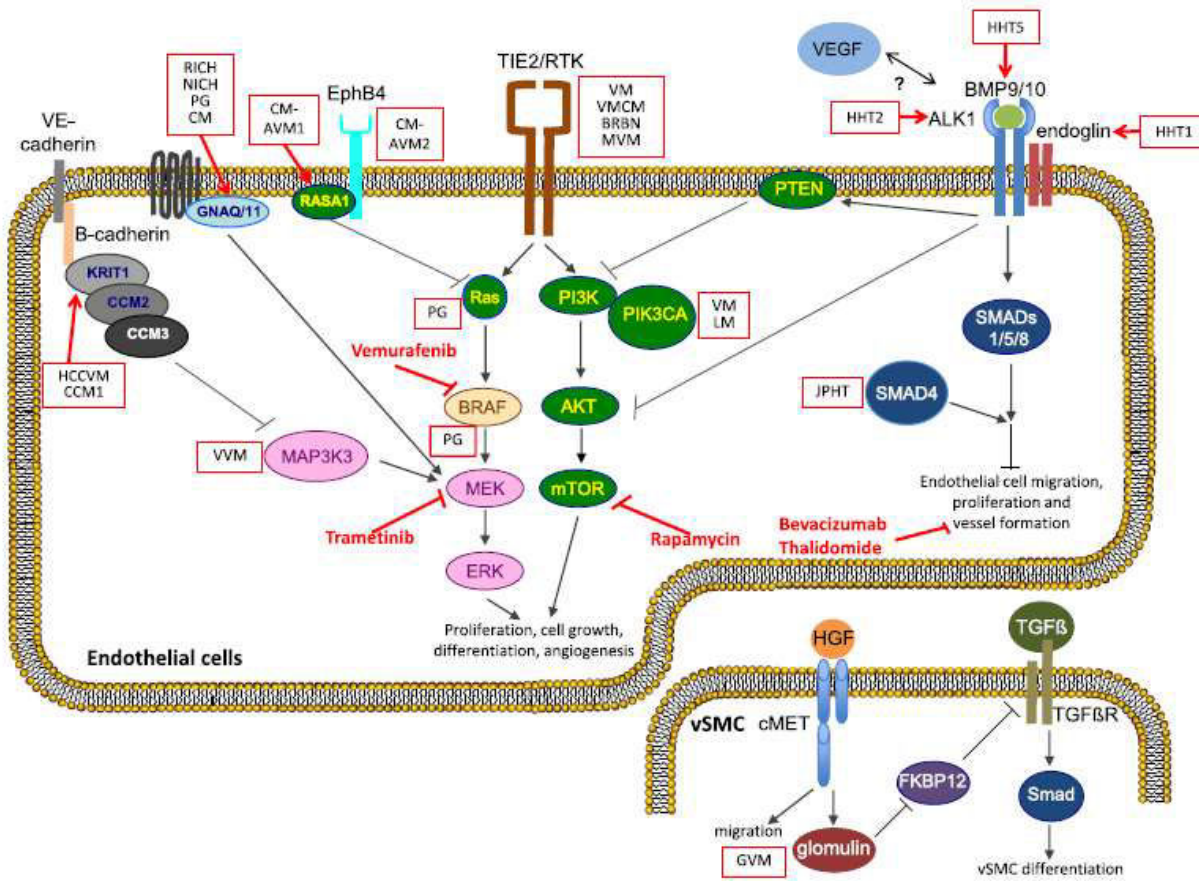 RICH
NICH
PG
CM
VE-
cadherin
CM-
AVM1
EphB4
CM-
AVM2
TIE2/RTK
VM
VMCM
BRBN
MVM
VEGF
?
HHT5
BMP9/10
HHT2
ALK1
endoglin
HHT1
GNAQ/11
RASA1
PTEN
B-cadherin
KRIT1
CCM2
CCM3
HCCVM
CCM1
PG
Ras
PI3K
PIK3CA
VM
LM
SMADs
1/5/8
Vemurafenib
BRAF
AKT
JPHT
SMAD4
PG
VVM
MAP3K3
MEK
mTOR
Endothelial cell migration,
proliferation and
vessel formation
Trametinib
Rapamycin
Bevacizumab
Thalidomide
ERK
Proliferation, cell growth,
differentiation, angiogenesis
Endothelial cells
HGF
TGFß
vSMC
cMET
TGFßR
FKBP12
Smad
migration
GVM
glomulin
vSMC differentiation